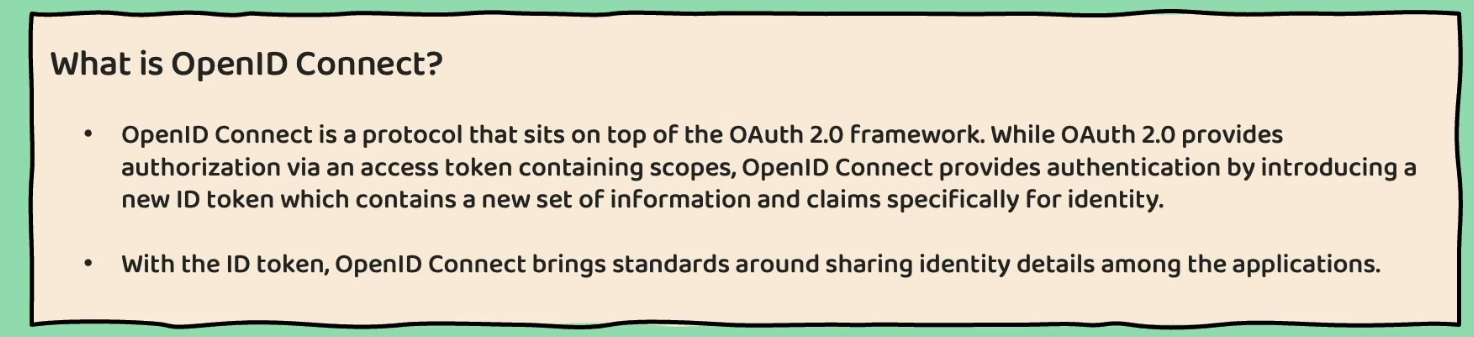 What is OpenID Connect?
• OpenID Connect is a protocol that sits on top of the OAuth 2.0 framework. While OAuth 2.0 provides
authorization via an access token containing scopes, OpenID Connect provides authentication by introducing a
new ID token which contains a new set of information and claims specifically for identity.
• With the ID token, OpenID Connect brings standards around sharing identity details among the applications.